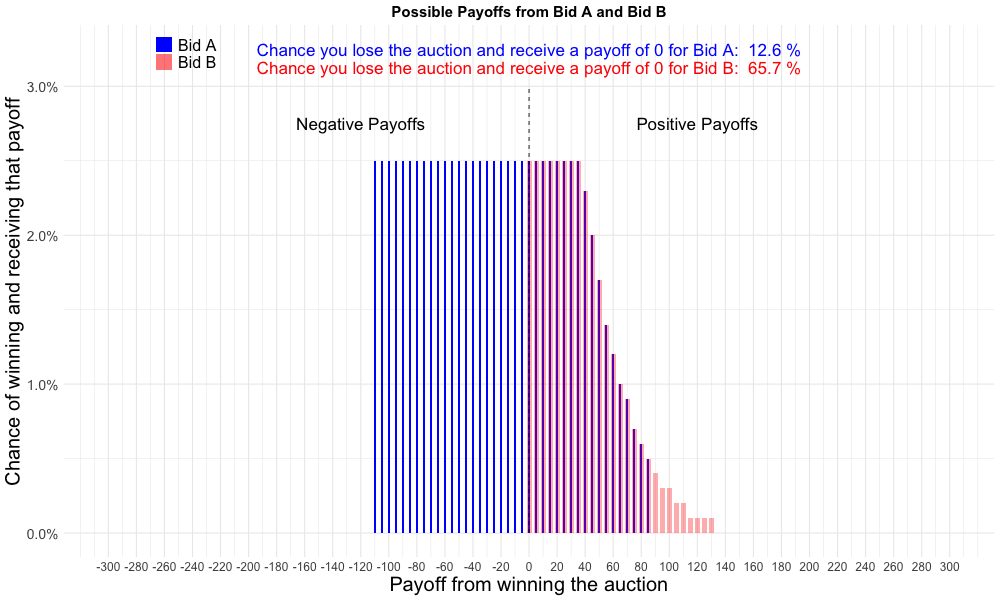 Possible Payoffs from Bid A and Bid B
Bid A
Bid B
Chance you lose the auction and receive a payoff of 0 for Bid A:  12.6 %
Chance you lose the auction and receive a payoff of 0 for Bid B:  65.7 %
Negative Payoffs
Positive Payoffs
Chance of winning and receiving that payoff
3.0%
2.0%
1.0%
0.0%
-300 -280 -260 -240 -220 -200 -180 -160 -140 -120 -100 -80 -60 -40 -20 0 20 40 60 80 100 120 140 160 180 200 220 240 260 280 300
Payoff from winning the auction